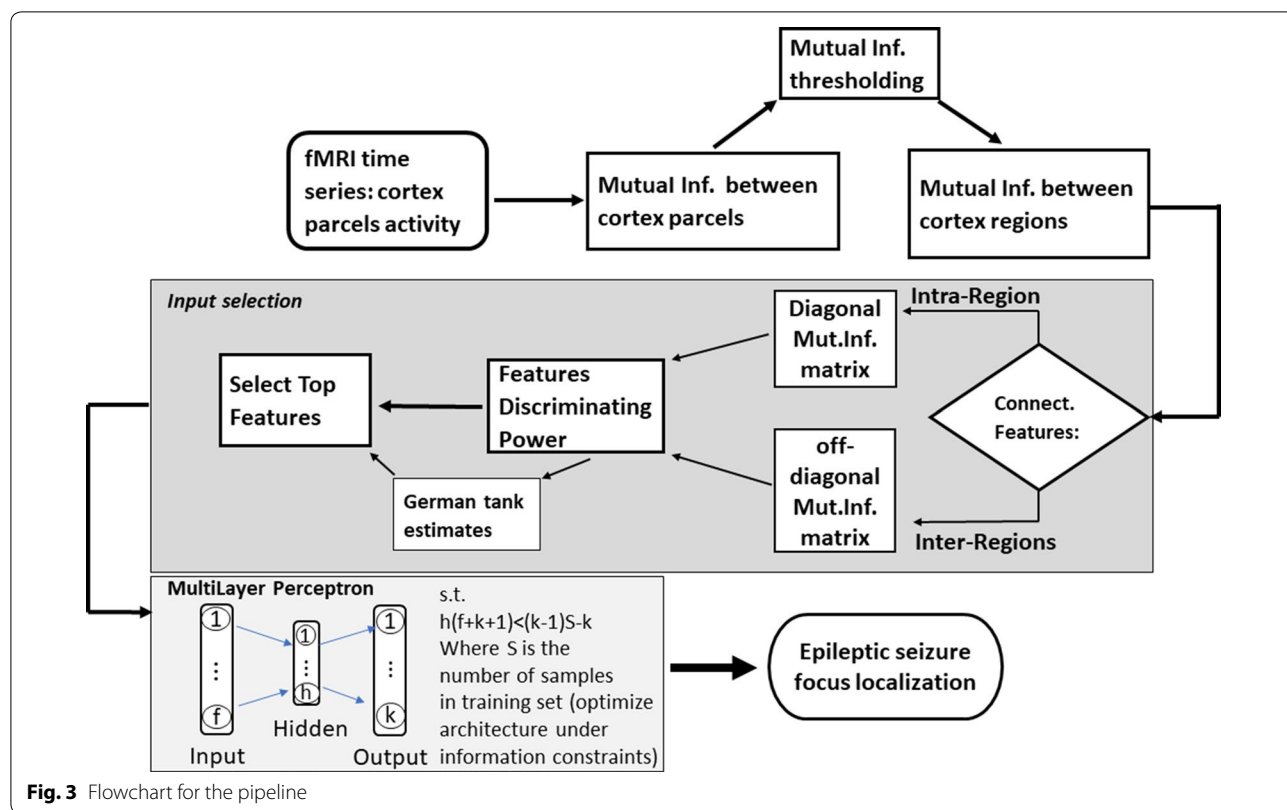 Mutual Inf.
thresholding
fMRI time
series: cortex
parcels activity
Mutual Inf. between
cortex parcels
Mutual Inf. between
cortex regions
Input selection
Intra-Region
Diagonal
Mut.Inf.
matrix
Select Top
Features
Features
Discriminating
Power
Connect.
Features:
off-
diagonal
Mut.Inf.
matrix
German tank
estimates
Inter-Regions
MultiLayer Perceptron
1
⋮
f
Input
1
⋮
h
Hidden
1
⋮
k
Output
s.t.
h(f+k+1)<(k-1)S-k
Where S is the
number of samples
in training set (optimize
architecture under
information constraints)
Epileptic seizure
focus localization
Fig. 3 Flowchart for the pipeline